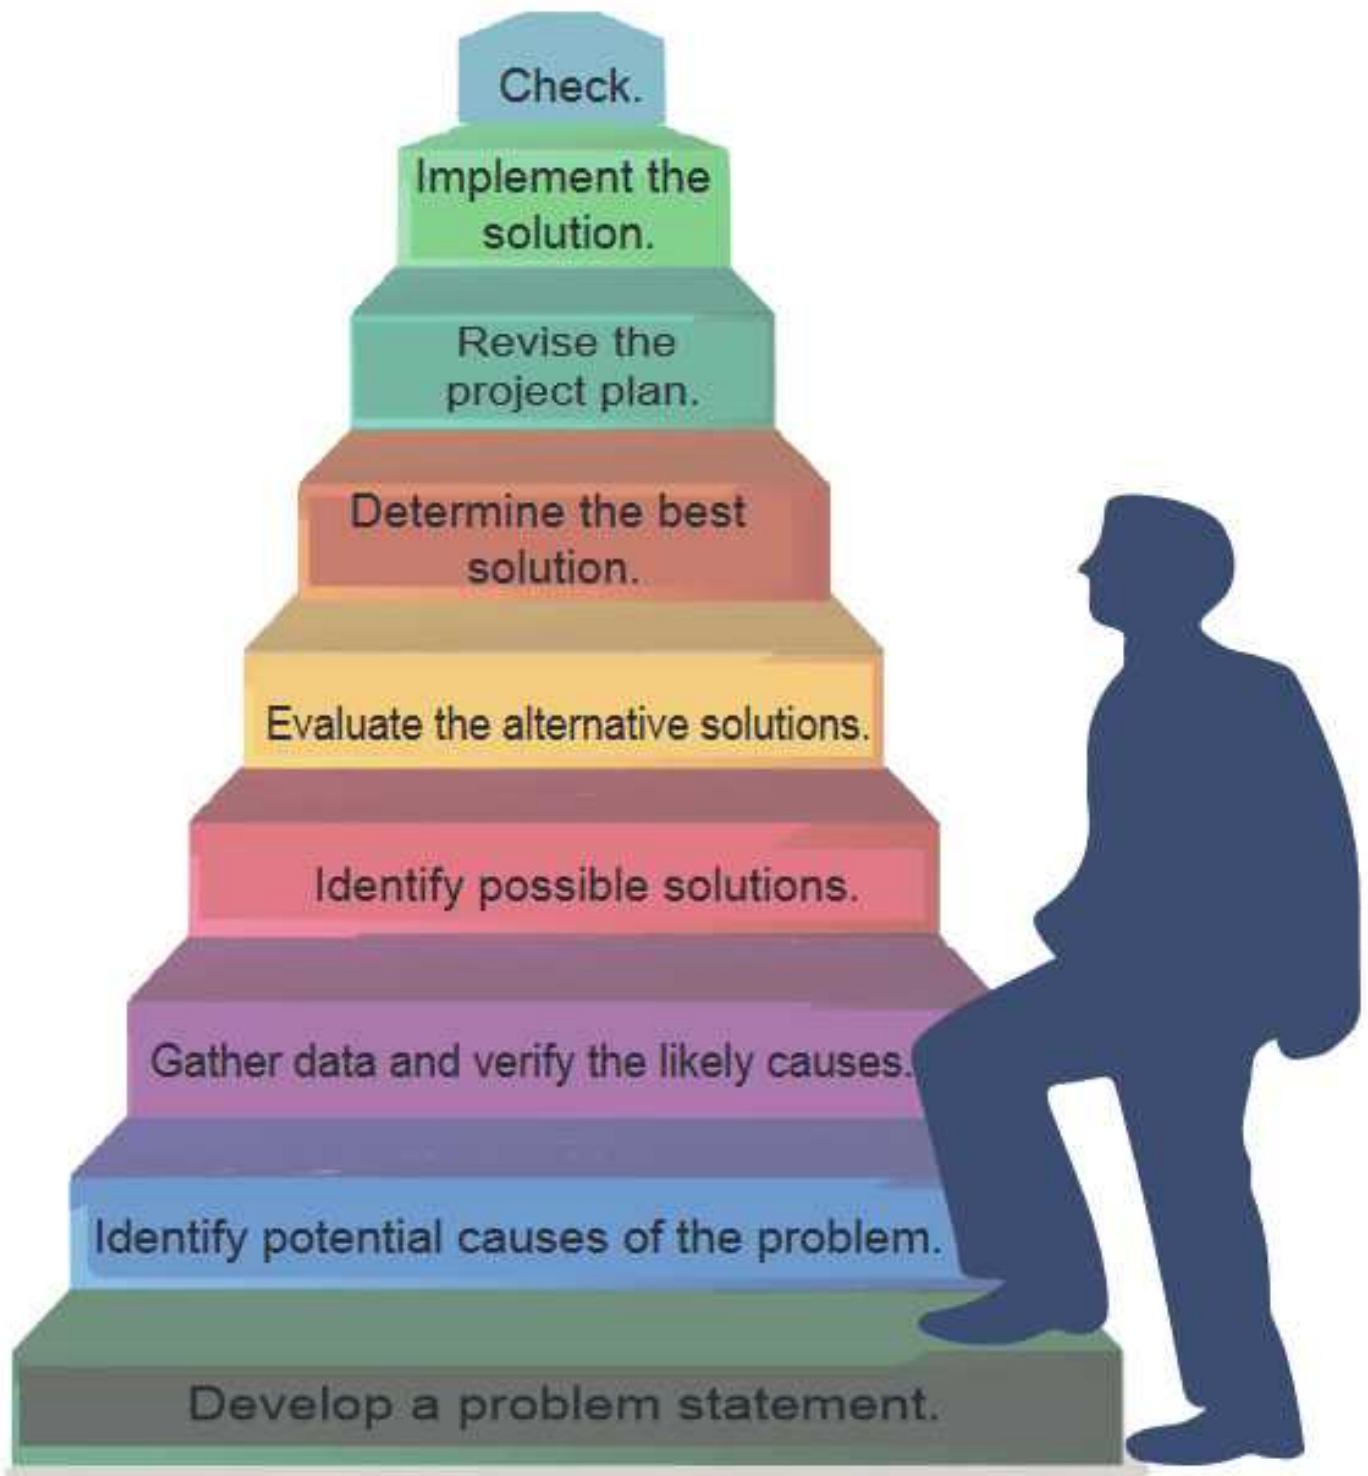 Check.
Implement the
solution.
Revise the
project plan.
Determine the best
solution.
Evaluate the alternative solutions.
Identify possible solutions.
Gather data and verify the likely causes.
Identify potential causes of the problem.
Develop a problem statement.